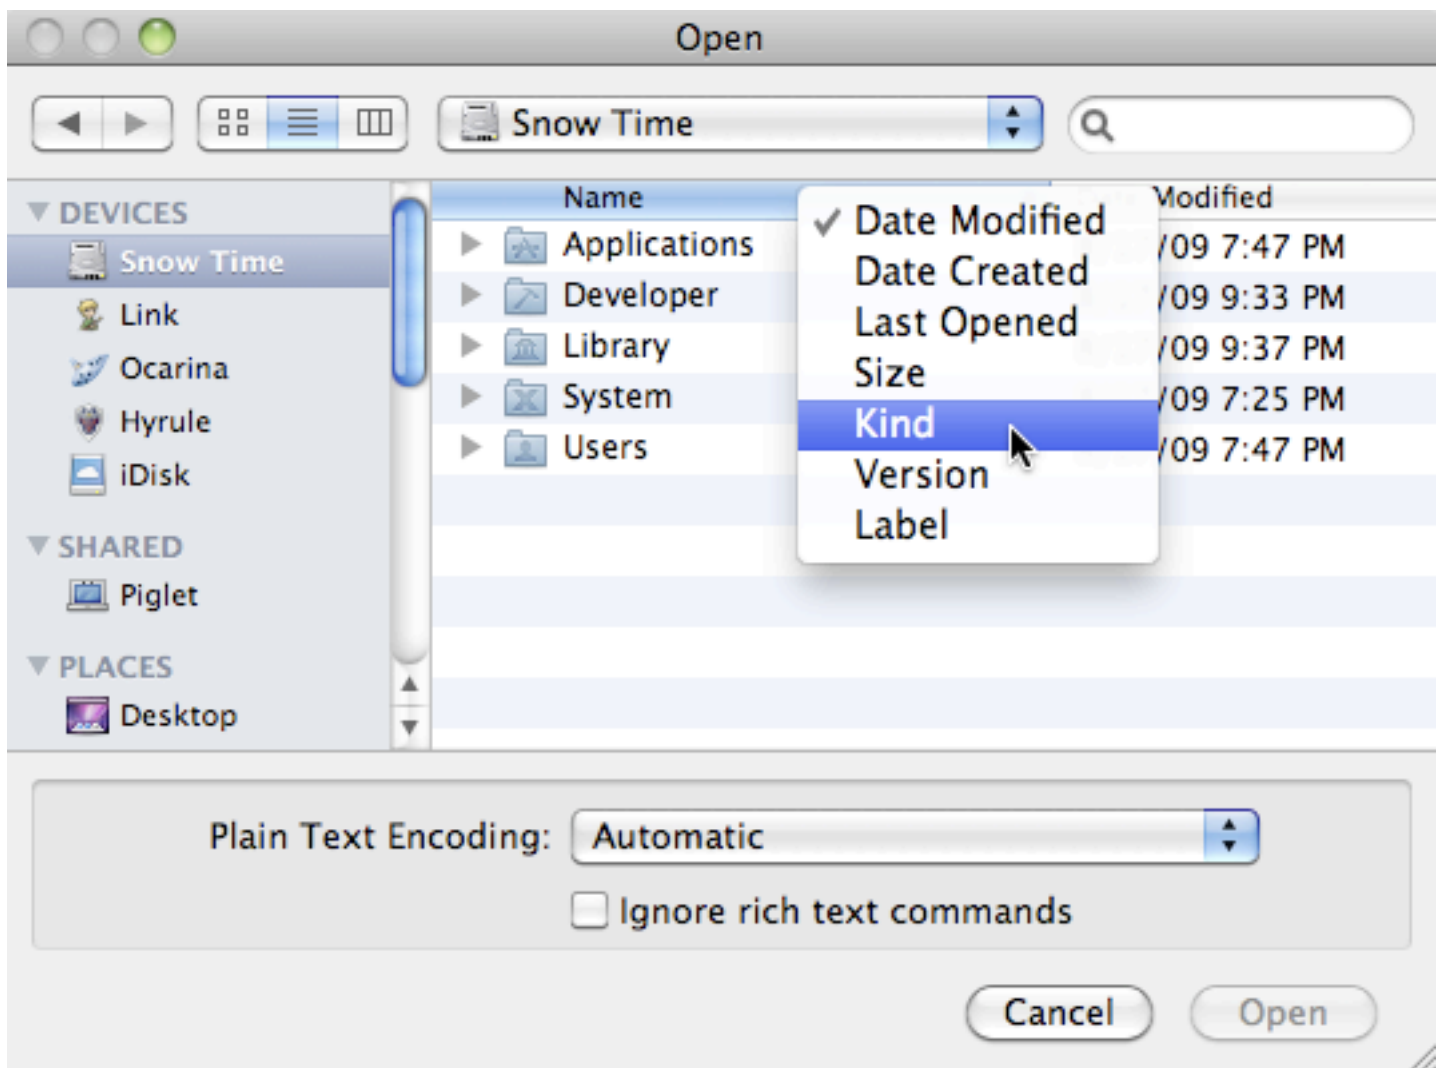 Open
Snow Time
Name Modified
DEVICES
Snow Time
Link
Ocarina
Hyrule
iDisk
SHARED
Piglet
PLACES
Desktop
Applications /09 7:47 PM
Developer /09 9:33 PM
Library /09 9:37 PM
System /09 7:25 PM
Users /09 7:47 PM
✓ Date Modified
Date Created
Last Opened
Size
Kind
Version
Label
Plain Text Encoding: Automatic
Ignore rich text commands
Cancel Open